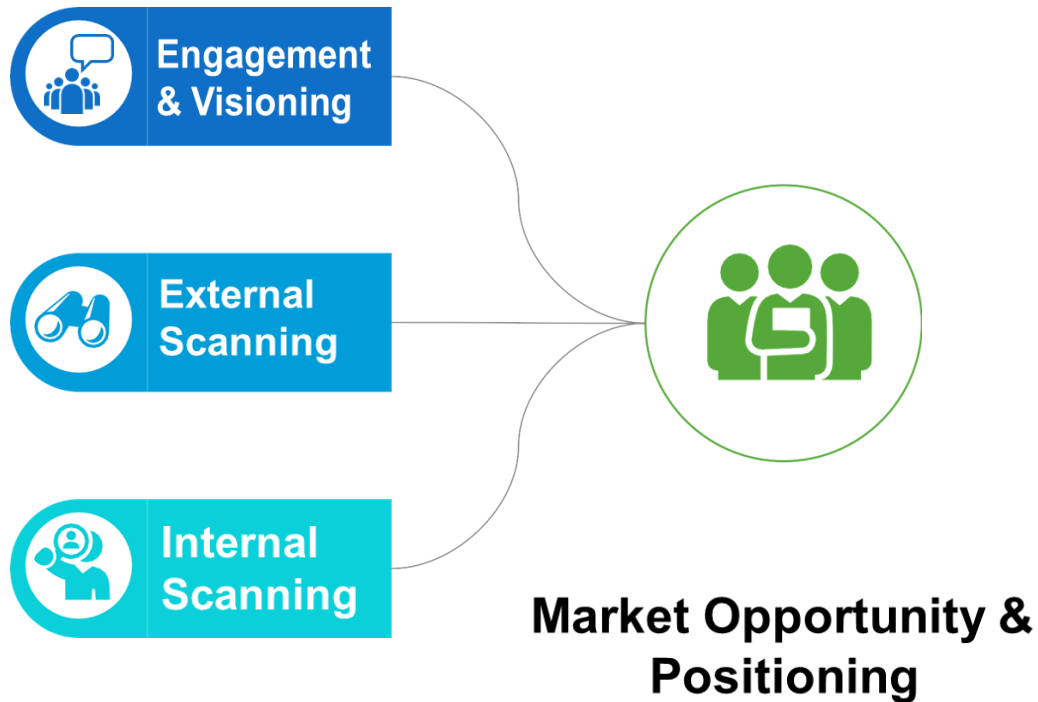 Engagement
& Visioning
External
Scanning
Internal
Scanning
Market Opportunity &
Positioning